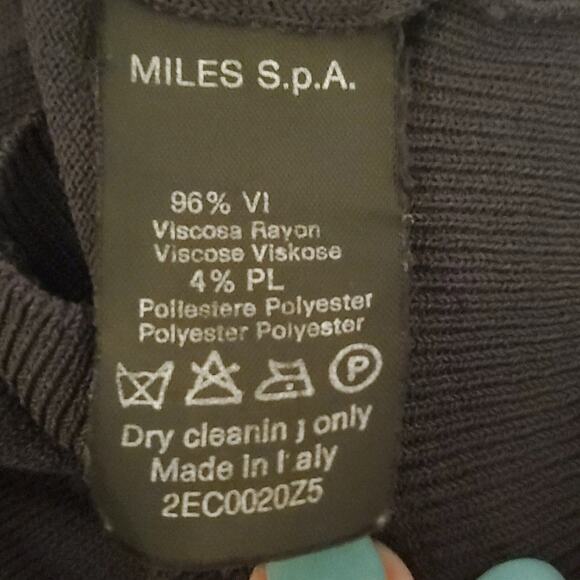 MILES S.p.A.
96% VI
Viscosa Rayon
Viscose Viskose
4% PL
Poliestere Polyester
Polyester Polyester
P
Dry cleanin j only
Made in I aly
2EC0020Z5